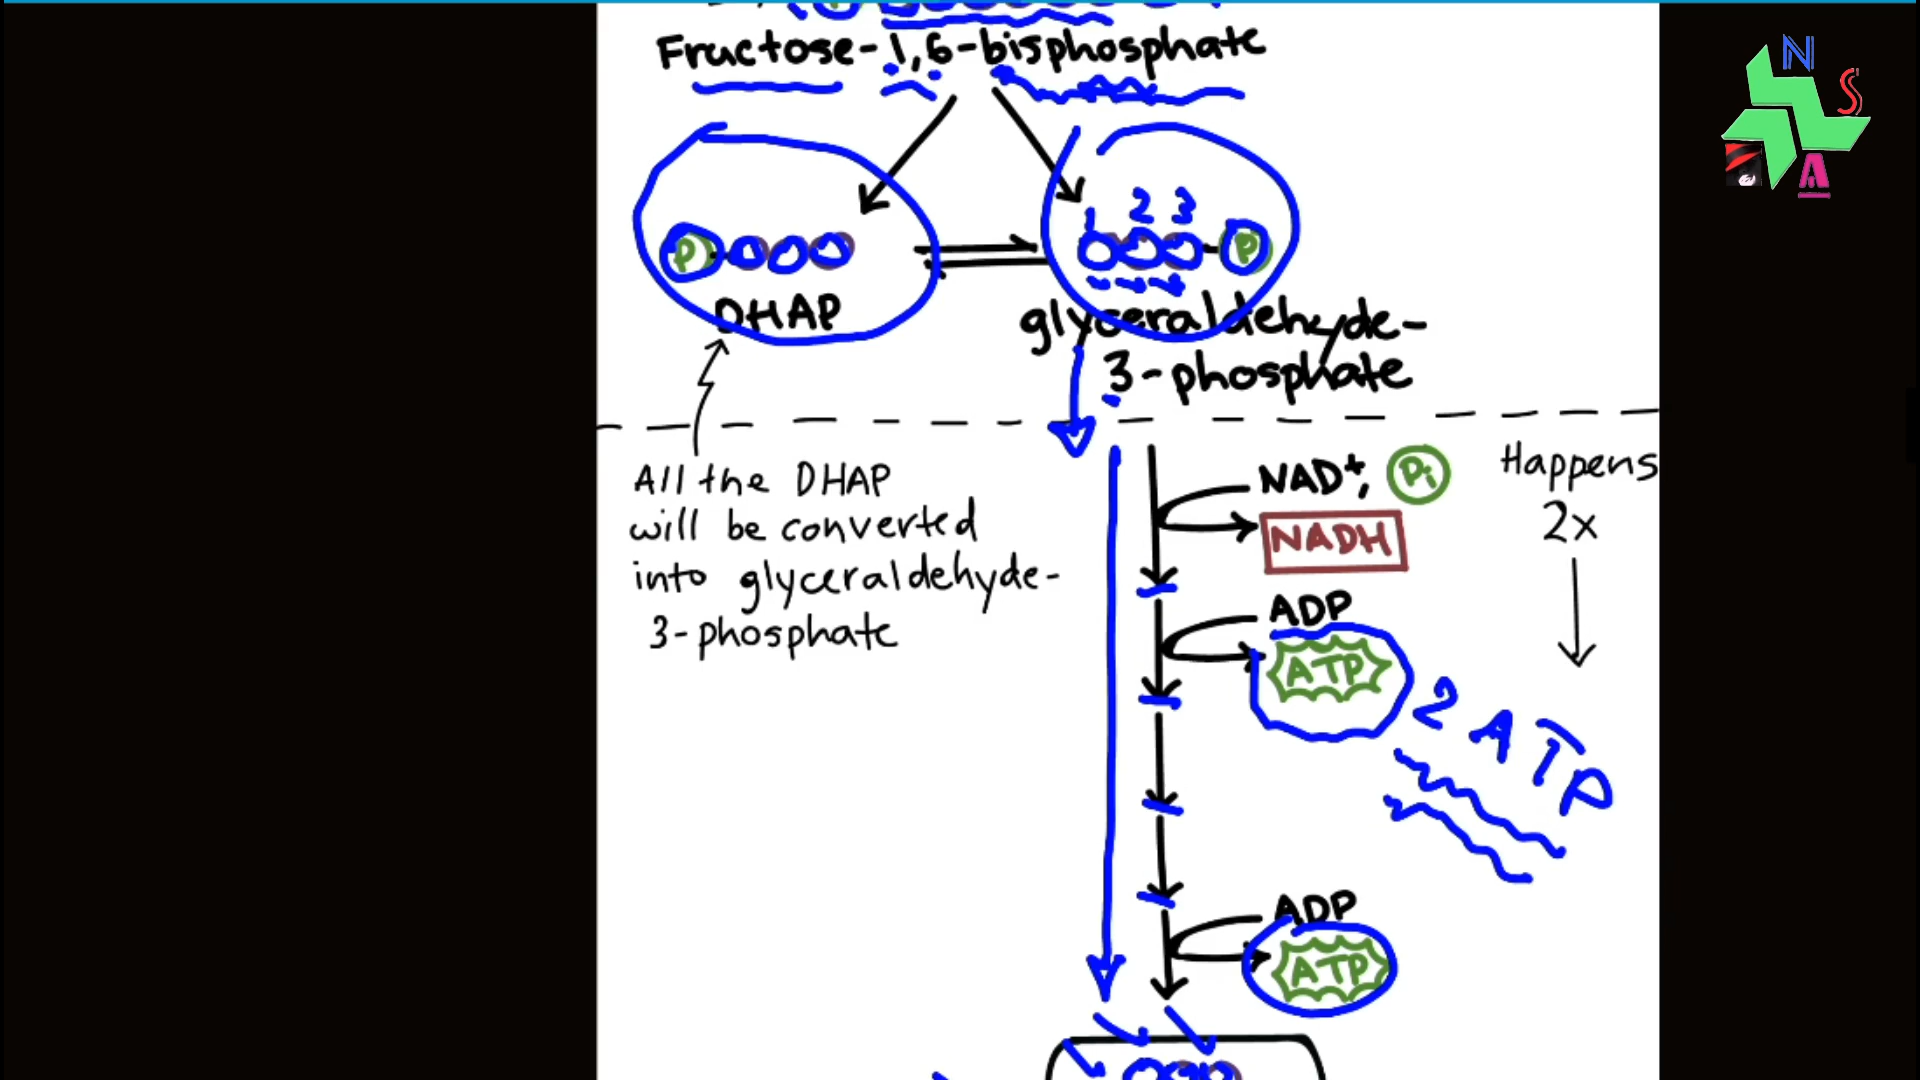 Fructose-1,6-bisphosphate
1 2 3
P
P
DHAP
glyceraldehyde-
3-phosphate
All the DHAP
will be converted
into glyceraldehyde-
3-phosphate
NAD+, Pi
NADH
Happens
2x
ADP
ATP
2 ATP
ADP
ATP
N
S
A